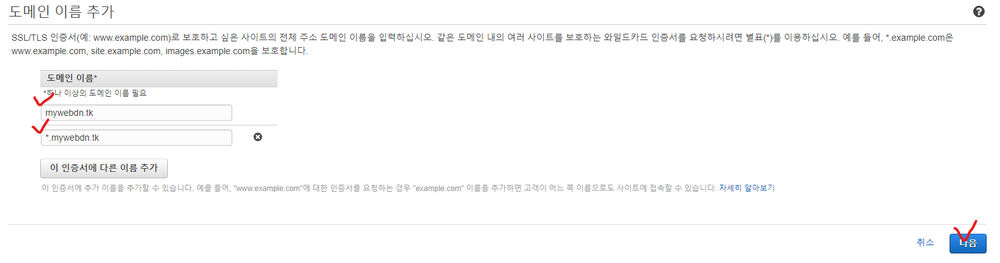 도메인 이름 추가
SSL/TLS 인증서(예: www.example.com)로 보호하고 싶은 사이트의 전체 주소 도메인 이름을 입력하십시오. 같은 도메인 내의 여러 사이트를 보호하는 와일드카드 인증서를 요청하시려면 별표(*)를 이용하십시오. 예를 들어, *.example.com은
www.example.com, site.example.com, images.example.com을 보호합니다.
도메인 이름*
*하나 이상의 도메인 이름 필요
mywebdn.tk
*.mywebdn.tk
이 인증서에 다른 이름 추가
이 인증서에 추가 이름을 추가할 수 있습니다. 예를 들어, "www.example.com"에 대한 인증서를 요청하는 경우 "example.com" 이름을 추가하면 고객이 어느 쪽 이름으로도 사이트에 접속할 수 있습니다. 자세히 알아보기
취소 다음